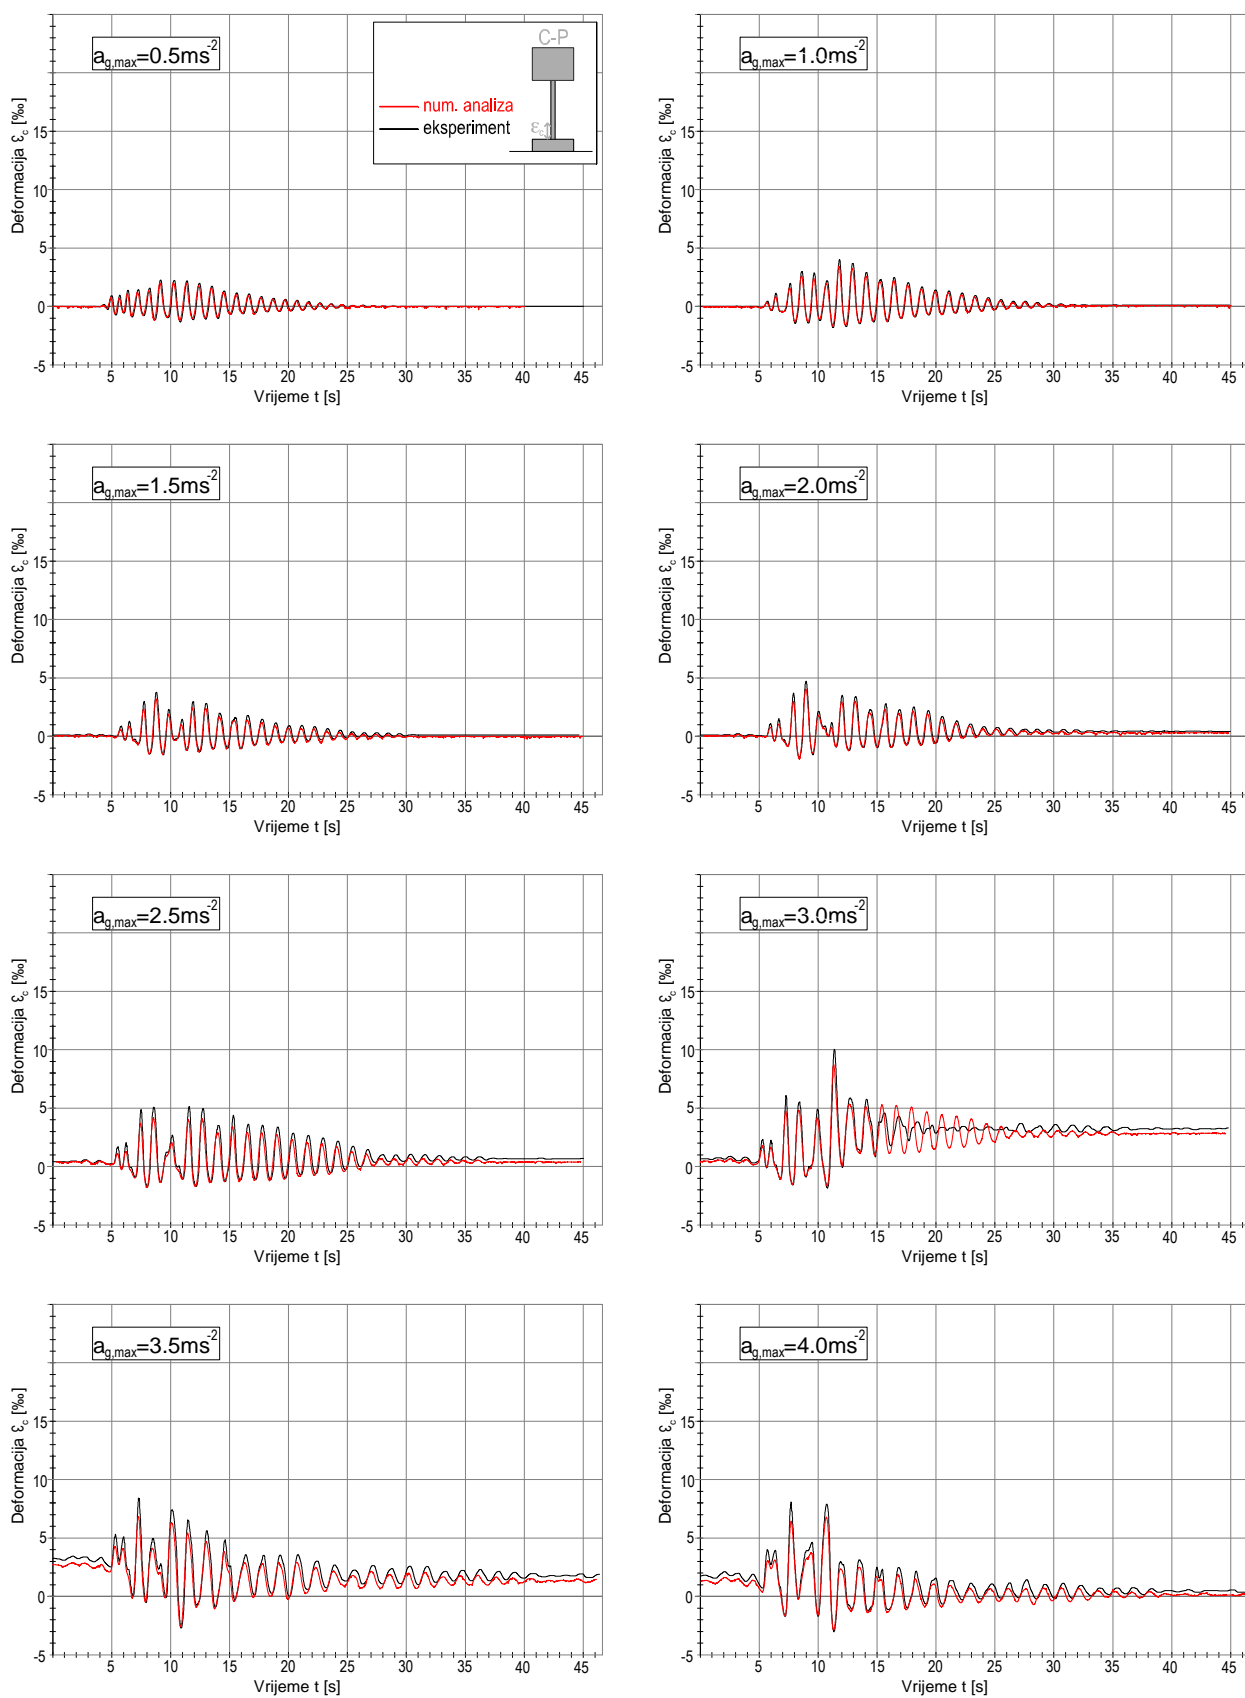 a_g,max=0.5ms^-2
C-P
num. analiza
eksperiment
ε_c
Deformacija ε_c [‰]
15
10
5
0
-5
5 10 15 20 25 30 35 40 45
Vrijeme t [s]
a_g,max=1.0ms^-2
Deformacija ε_c [‰]
15
10
5
0
-5
5 10 15 20 25 30 35 40 45
Vrijeme t [s]
a_g,max=1.5ms^-2
Deformacija ε_c [‰]
15
10
5
0
-5
5 10 15 20 25 30 35 40 45
Vrijeme t [s]
a_g,max=2.0ms^-2
Deformacija ε_c [‰]
15
10
5
0
-5
5 10 15 20 25 30 35 40 45
Vrijeme t [s]
a_g,max=2.5ms^-2
Deformacija ε_c [‰]
15
10
5
0
-5
5 10 15 20 25 30 35 40 45
Vrijeme t [s]
a_g,max=3.0ms^-2
Deformacija ε_c [‰]
15
10
5
0
-5
5 10 15 20 25 30 35 40 45
Vrijeme t [s]
a_g,max=3.5ms^-2
Deformacija ε_c [‰]
15
10
5
0
-5
5 10 15 20 25 30 35 40 45
Vrijeme t [s]
a_g,max=4.0ms^-2
Deformacija ε_c [‰]
15
10
5
0
-5
5 10 15 20 25 30 35 40 45
Vrijeme t [s]